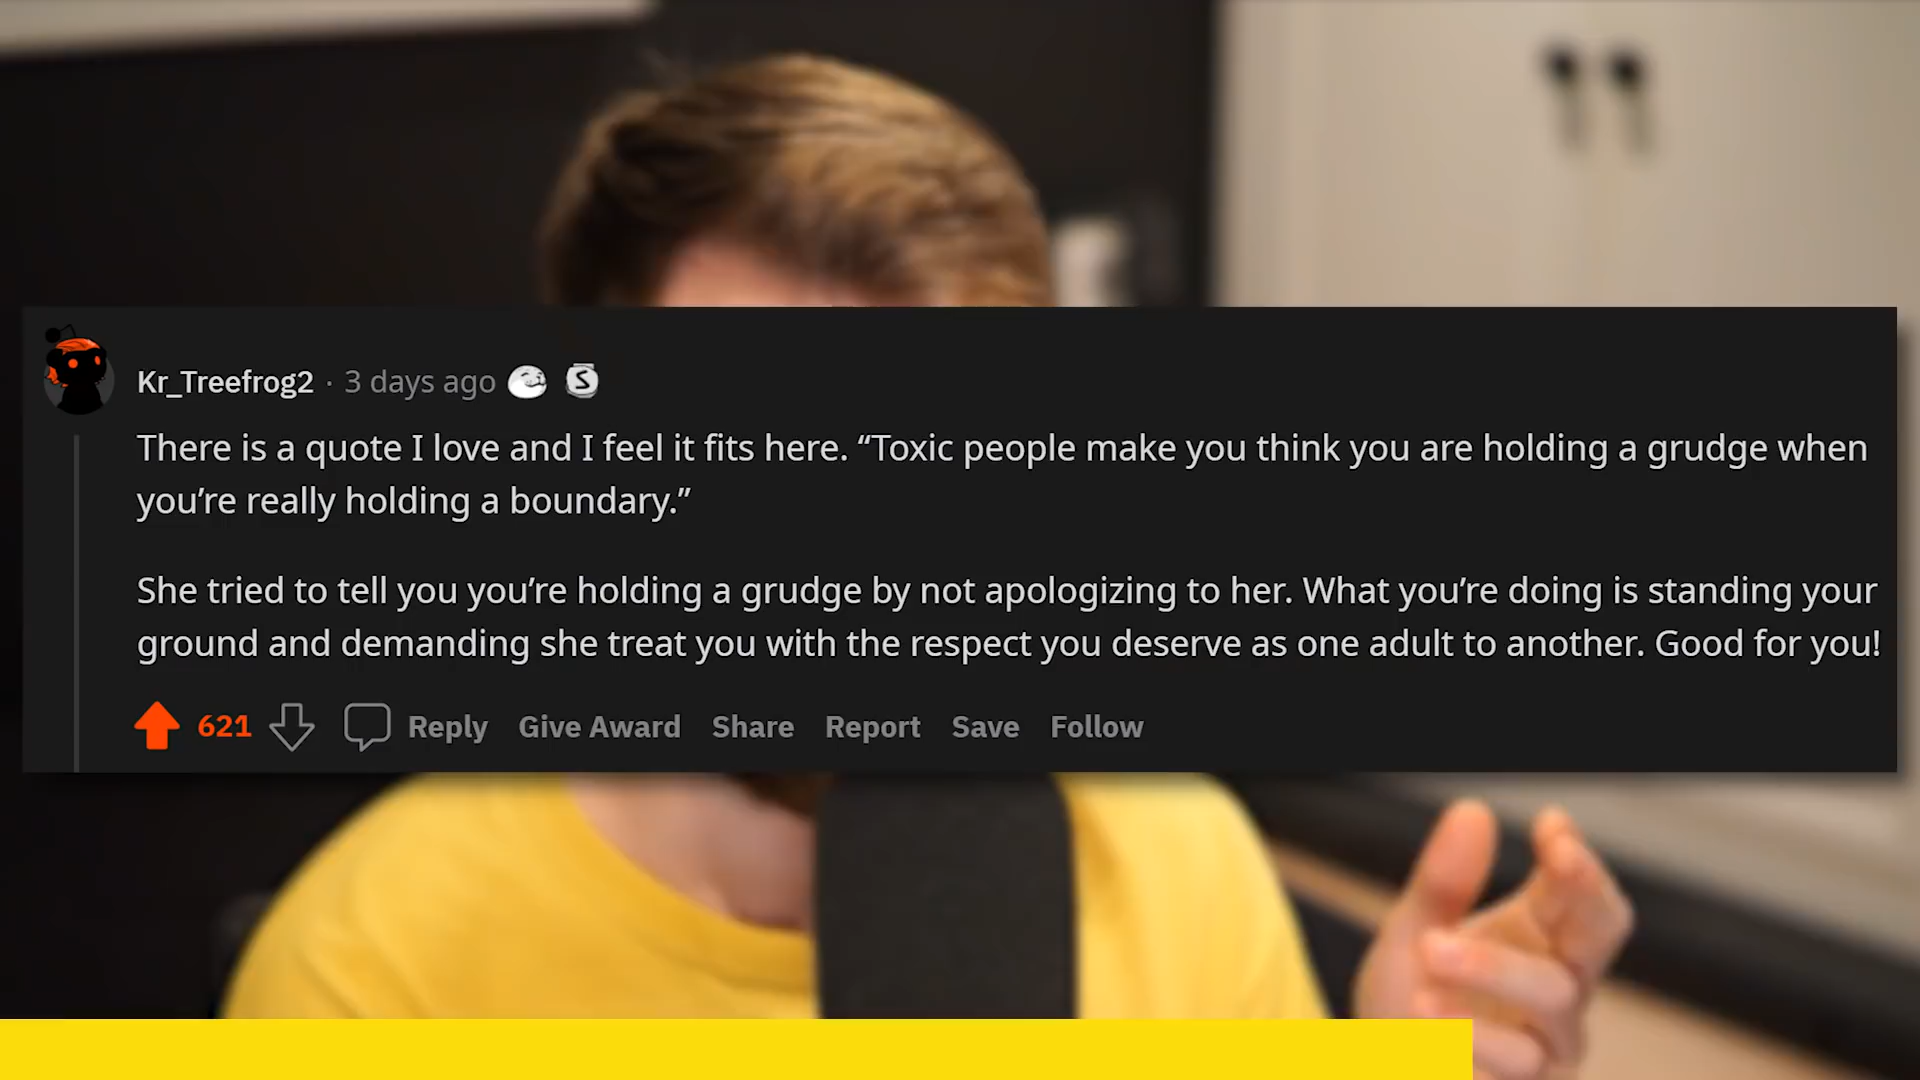 Kr_Treefrog2 · 3 days ago
There is a quote I love and I feel it fits here. “Toxic people make you think you are holding a grudge when
you’re really holding a boundary.”
She tried to tell you you’re holding a grudge by not apologizing to her. What you’re doing is standing your
ground and demanding she treat you with the respect you deserve as one adult to another. Good for you!
621 Reply Give Award Share Report Save Follow